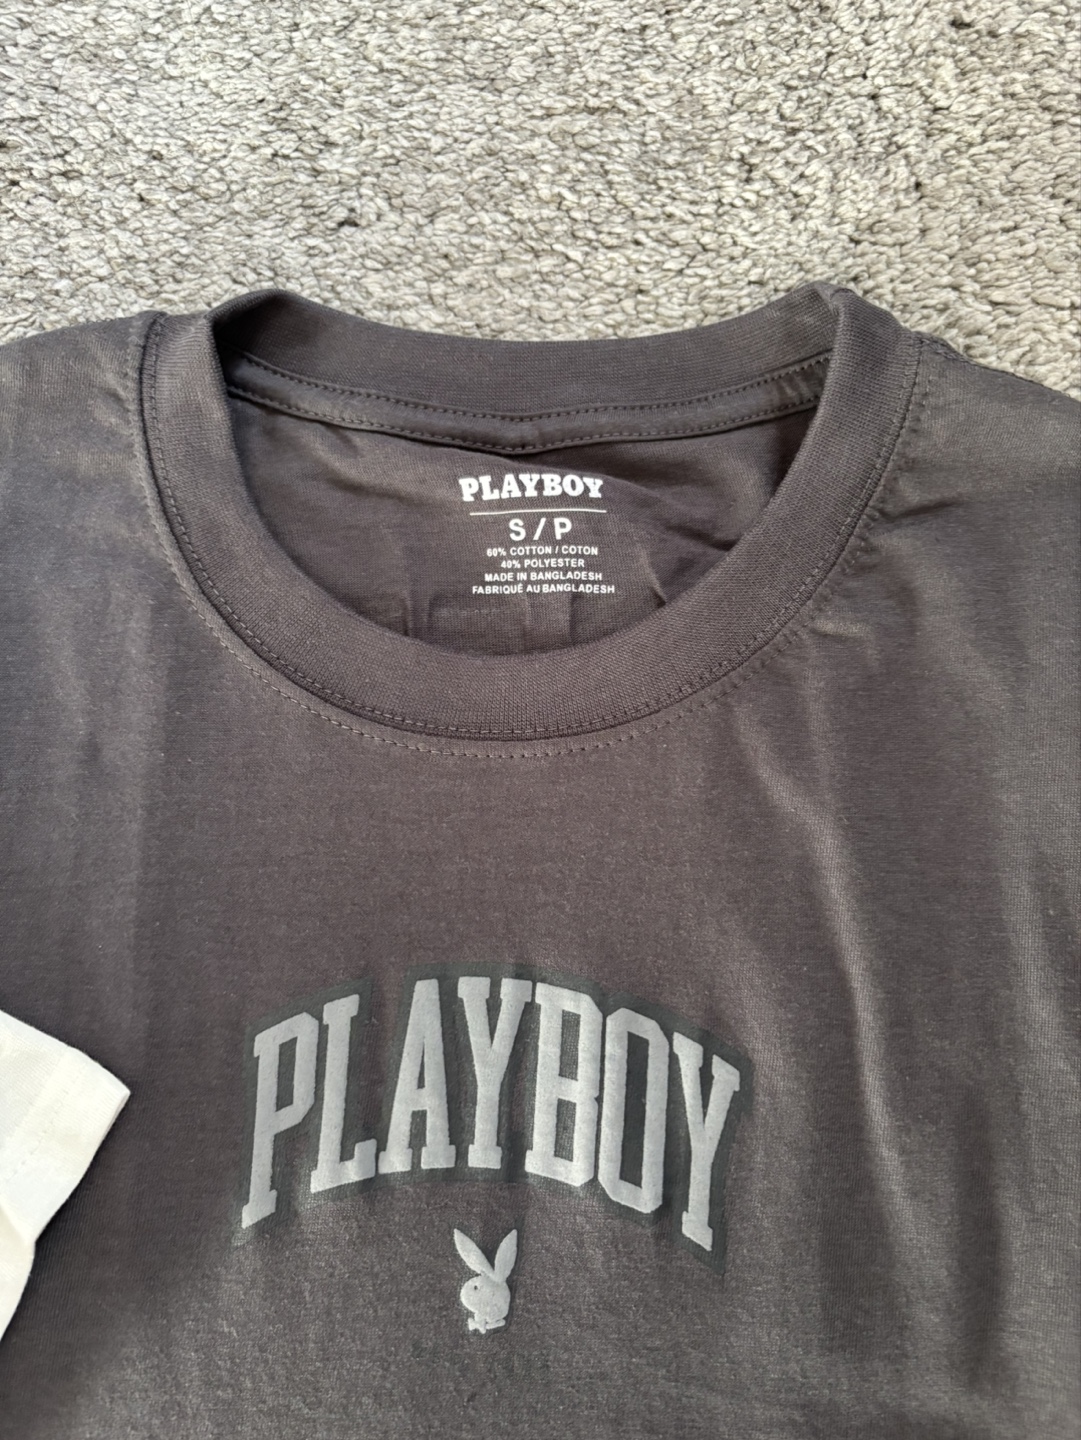 PLAYBOY
S / P
60% COTTON / COTON
40% POLYESTER
MADE IN BANGLADESH
FABRIQUÉ AU BANGLADESH
PLAYBOY